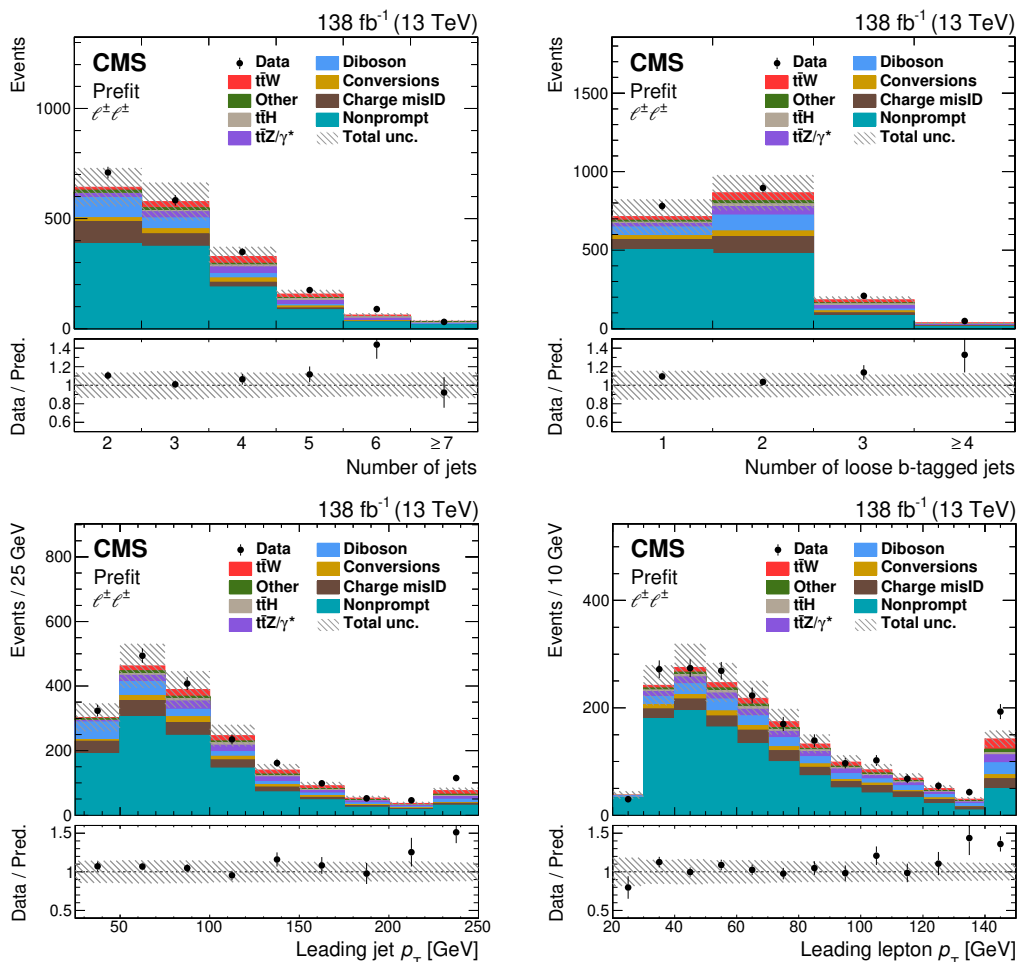 138 fb⁻¹ (13 TeV)
Events
CMS
Prefit
ℓ±ℓ±
Data
tt̄W
Other
tt̄H
tt̄Z/γ*
Diboson
Conversions
Charge misID
Nonprompt
Total unc.
1000
500
0
Data / Pred.
1.4
1.2
1
0.8
0.6
2 3 4 5 6 ≥7
Number of jets
138 fb⁻¹ (13 TeV)
Events
CMS
Prefit
ℓ±ℓ±
Data
tt̄W
Other
tt̄H
tt̄Z/γ*
Diboson
Conversions
Charge misID
Nonprompt
Total unc.
1500
1000
500
0
Data / Pred.
1.4
1.2
1
0.8
0.6
1 2 3 ≥4
Number of loose b-tagged jets
138 fb⁻¹ (13 TeV)
Events / 25 GeV
CMS
Prefit
ℓ±ℓ±
Data
tt̄W
Other
tt̄H
tt̄Z/γ*
Diboson
Conversions
Charge misID
Nonprompt
Total unc.
800
600
400
200
0
Data / Pred.
1.5
1
0.5
50 100 150 200 250
Leading jet p_T [GeV]
138 fb⁻¹ (13 TeV)
Events / 10 GeV
CMS
Prefit
ℓ±ℓ±
Data
tt̄W
Other
tt̄H
tt̄Z/γ*
Diboson
Conversions
Charge misID
Nonprompt
Total unc.
400
200
0
Data / Pred.
1.5
1
0.5
20 40 60 80 100 120 140
Leading lepton p_T [GeV]